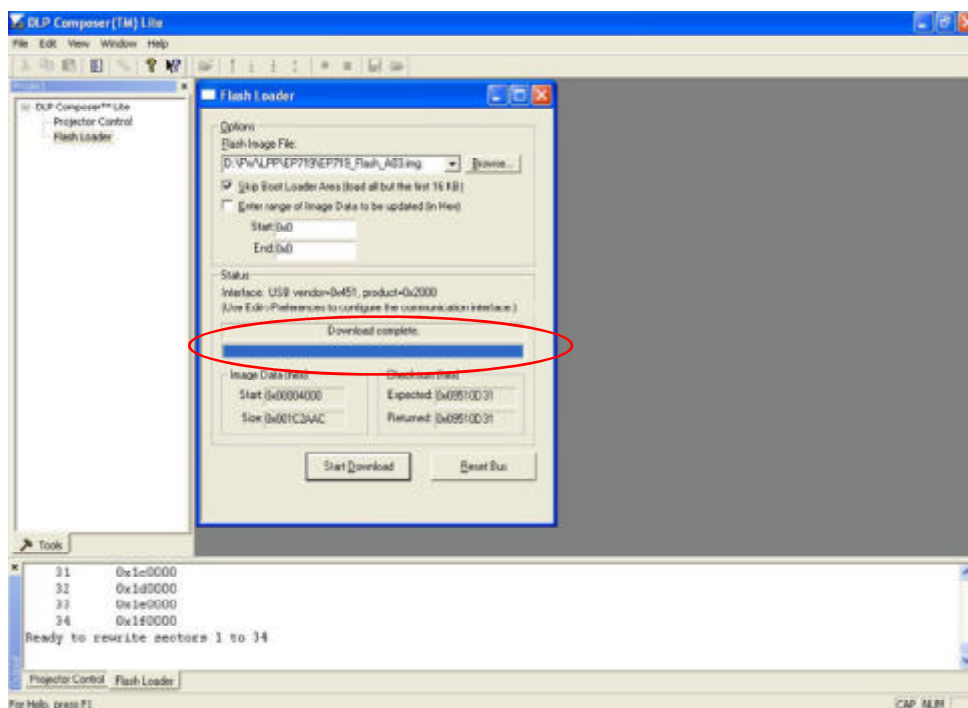 DLP Composer(TM) Lite
File Edit View Window Help
DLP Composer™ Lite
Projector Control
Flash Loader
Flash Loader
Options
Flash Image File:
Browse...
Skip Boot Loader Area (load all but the first 16 KB)
Enter range of Image Data to be updated (in Hex)
Start: 0x0
End: 0x0
Status
Interface: USB vendor=0x451, product=0x2000
(Use Edit\Preferences to configure the communication interface.)
Download complete.
Image Data (hex)
Checksum (hex)
Start: 0x00004000
Expected: 0x09510D31
Size: 0x001C2AAC
Returned: 0x09510D31
Start Download
Reset Bus
Tools
31 0x1c0000
32 0x1d0000
33 0x1e0000
34 0x1f0000
Ready to rewrite sectors 1 to 34
Projector Control Flash Loader
For Help, press F1
CAP NUM